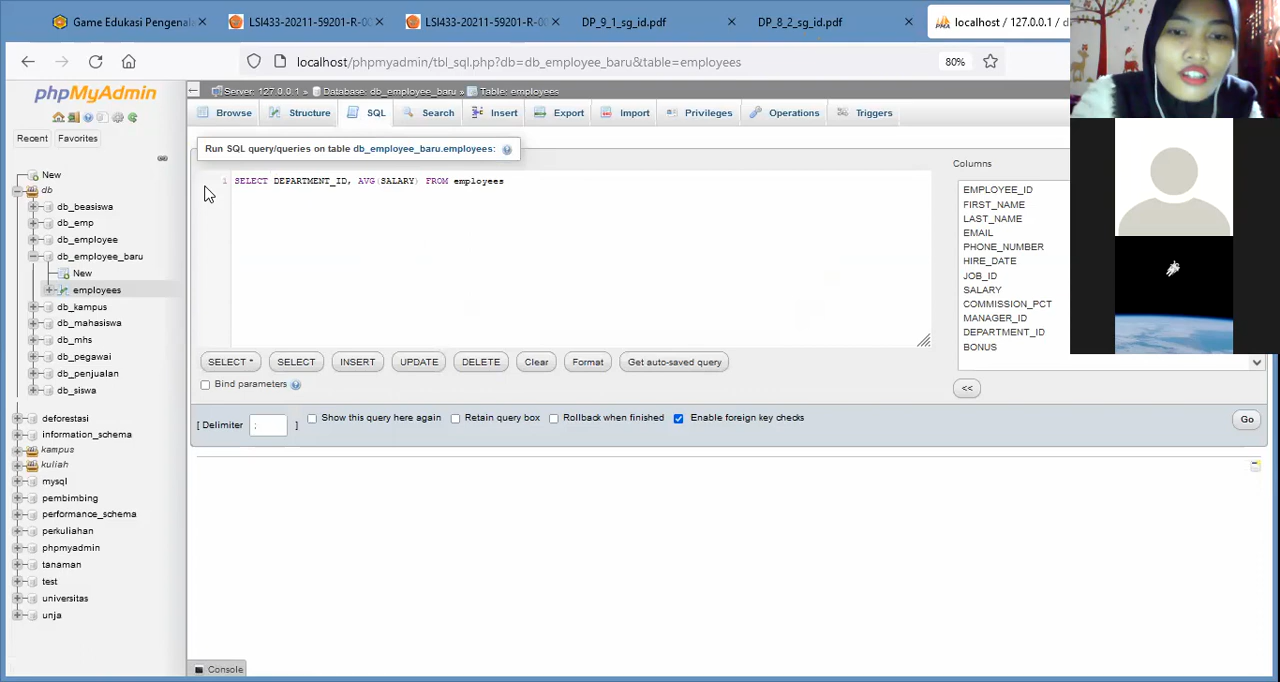 Game Edukasi Pengenal
LSI433-20211-59201-R-00
LSI433-20211-59201-R-00
DP_9_1_sg_id.pdf
DP_8_2_sg_id.pdf
localhost / 127.0.0.1 / d
localhost/phpmyadmin/tbl_sql.php?db=db_employee_baru&table=employees
80%
phpMyAdmin
Recent
Favorites
New
db
db_beasiswa
db_emp
db_employee
db_employee_baru
New
employees
db_kampus
db_mahasiswa
db_mhs
db_pegawai
db_penjualan
db_siswa
deforestasi
information_schema
kampus
kuliah
mysql
pembimbing
performance_schema
perkuliahan
phpmyadmin
tanaman
test
universitas
unja
Server: 127.0.0.1 » Database: db_employee_baru » Table: employees
Browse
Structure
SQL
Search
Insert
Export
Import
Privileges
Operations
Triggers
Run SQL query/queries on table db_employee_baru.employees:
1 SELECT DEPARTMENT_ID, AVG(SALARY) FROM employees
Columns
EMPLOYEE_ID
FIRST_NAME
LAST_NAME
EMAIL
PHONE_NUMBER
HIRE_DATE
JOB_ID
SALARY
COMMISSION_PCT
MANAGER_ID
DEPARTMENT_ID
BONUS
SELECT *
SELECT
INSERT
UPDATE
DELETE
Clear
Format
Get auto-saved query
<<
Bind parameters
[ Delimiter ; ]
Show this query here again
Retain query box
Rollback when finished
Enable foreign key checks
Go
Console